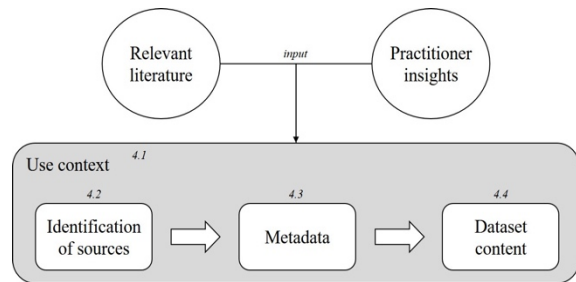 Relevant
literature
input
Practitioner
insights
Use context
4.1
4.2
Identification
of sources
4.3
Metadata
4.4
Dataset
content